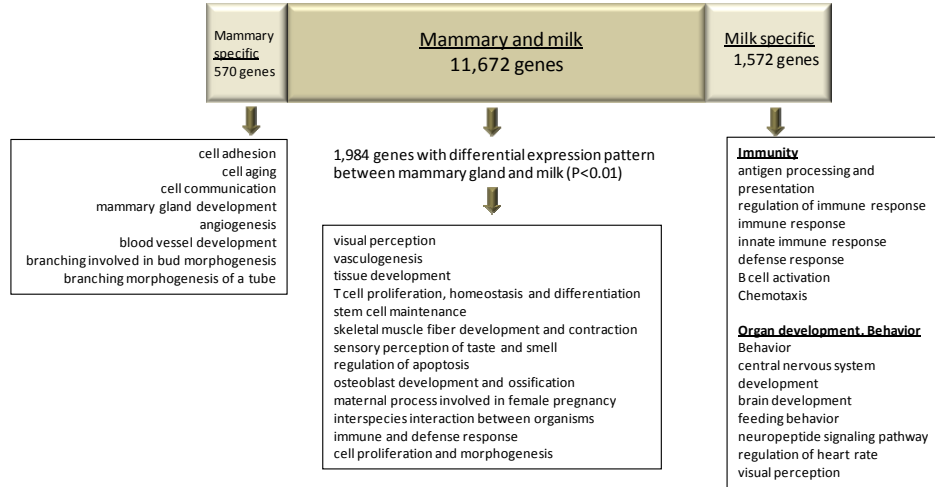 Mammary
specific
570 genes
Mammary and milk
11,672 genes
Milk specific
1,572 genes
cell adhesion
cell aging
cell communication
mammary gland development
angiogenesis
blood vessel development
branching involved in bud morphogenesis
branching morphogenesis of a tube
1,984 genes with differential expression pattern
between mammary gland and milk (P<0.01)
visual perception
vasculogenesis
tissue development
T cell proliferation, homeostasis and differentiation
stem cell maintenance
skeletal muscle fiber development and contraction
sensory perception of taste and smell
regulation of apoptosis
osteoblast development and ossification
maternal process involved in female pregnancy
interspecies interaction between organisms
immune and defense response
cell proliferation and morphogenesis
Immunity
antigen processing and
presentation
regulation of immune response
immune response
innate immune response
defense response
B cell activation
Chemotaxis
Organ development, Behavior
Behavior
central nervous system
development
brain development
feeding behavior
neuropeptide signaling pathway
regulation of heart rate
visual perception